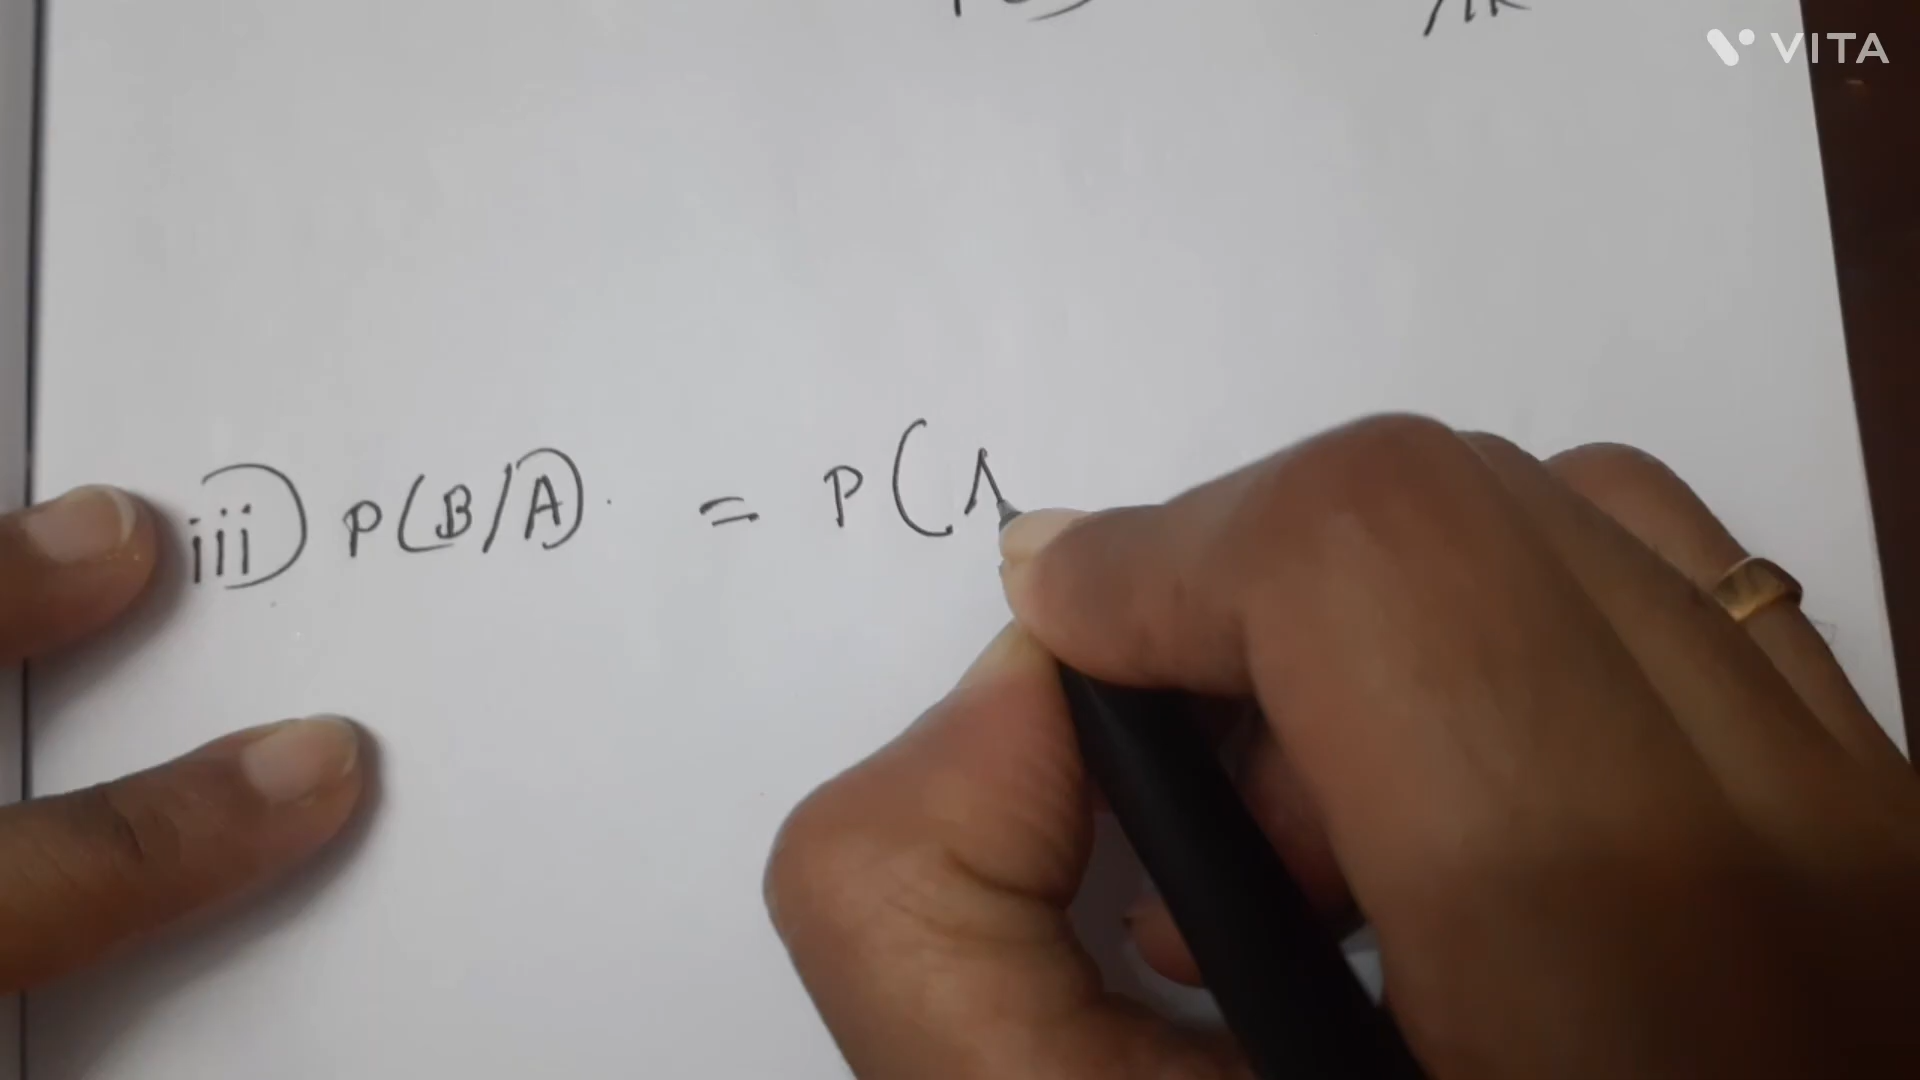 VITA
iii) P(B/A) = P(A